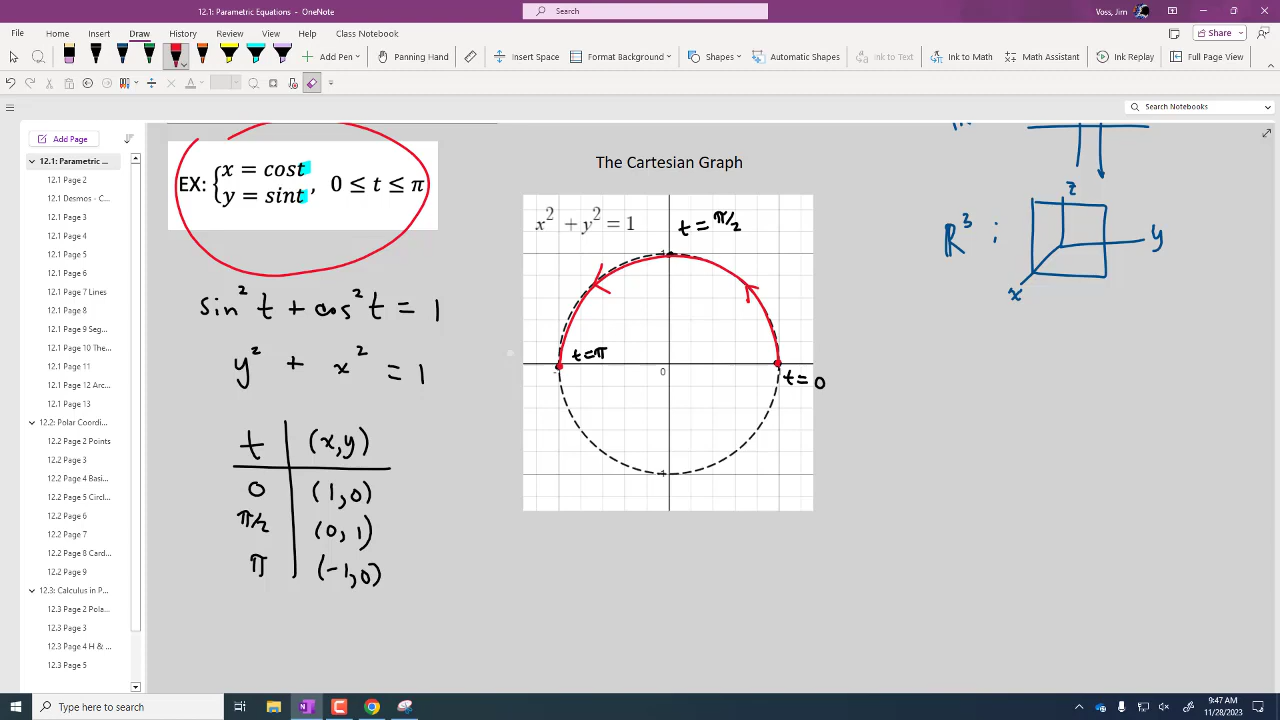 12.1: Parametric Equations - OneNote
Search
Voss, Jim
File
Home
Insert
Draw
History
Review
View
Help
Class Notebook
Share
Add Pen
Panning Hand
Insert Space
Format Background
Shapes
Automatic Shapes
Ink to Text
Ink to Math
Math Assistant
Replay
Full Page View
Search Notebooks
Add Page
12.1: Parametric ...
12.1 Page 2
12.1 Desmos - C...
12.1 Page 3
12.1 Page 4
12.1 Page 5
12.1 Page 6
12.1 Page 7 Lines
12.1 Page 8
12.1 Page 9 Seg...
12.1 Page 10 The...
12.1 Page 11
12.1 Page 12 Arc...
12.1 Page 13
12.2: Polar Coordi...
12.2 Page 2 Points
12.2 Page 3
12.2 Page 4 Basi...
12.2 Page 5 Circl...
12.2 Page 6
12.2 Page 7
12.2 Page 8 Card...
12.2 Page 9
12.3: Calculus in P...
12.3 Page 2 Pola...
12.3 Page 3
12.3 Page 4 H & ...
12.3 Page 5
EX: { x = cost
y = sint , 0 ≤ t ≤ π
sin² t + cos² t = 1
y² + x² = 1
t (x,y)
0 (1,0)
π/2 (0,1)
π (-1,0)
The Cartesian Graph
x² + y² = 1
t = π/2
1
t=π
0
t=0
-1
R³ :
z
y
x
Type here to search
9:47 AM
11/28/2023